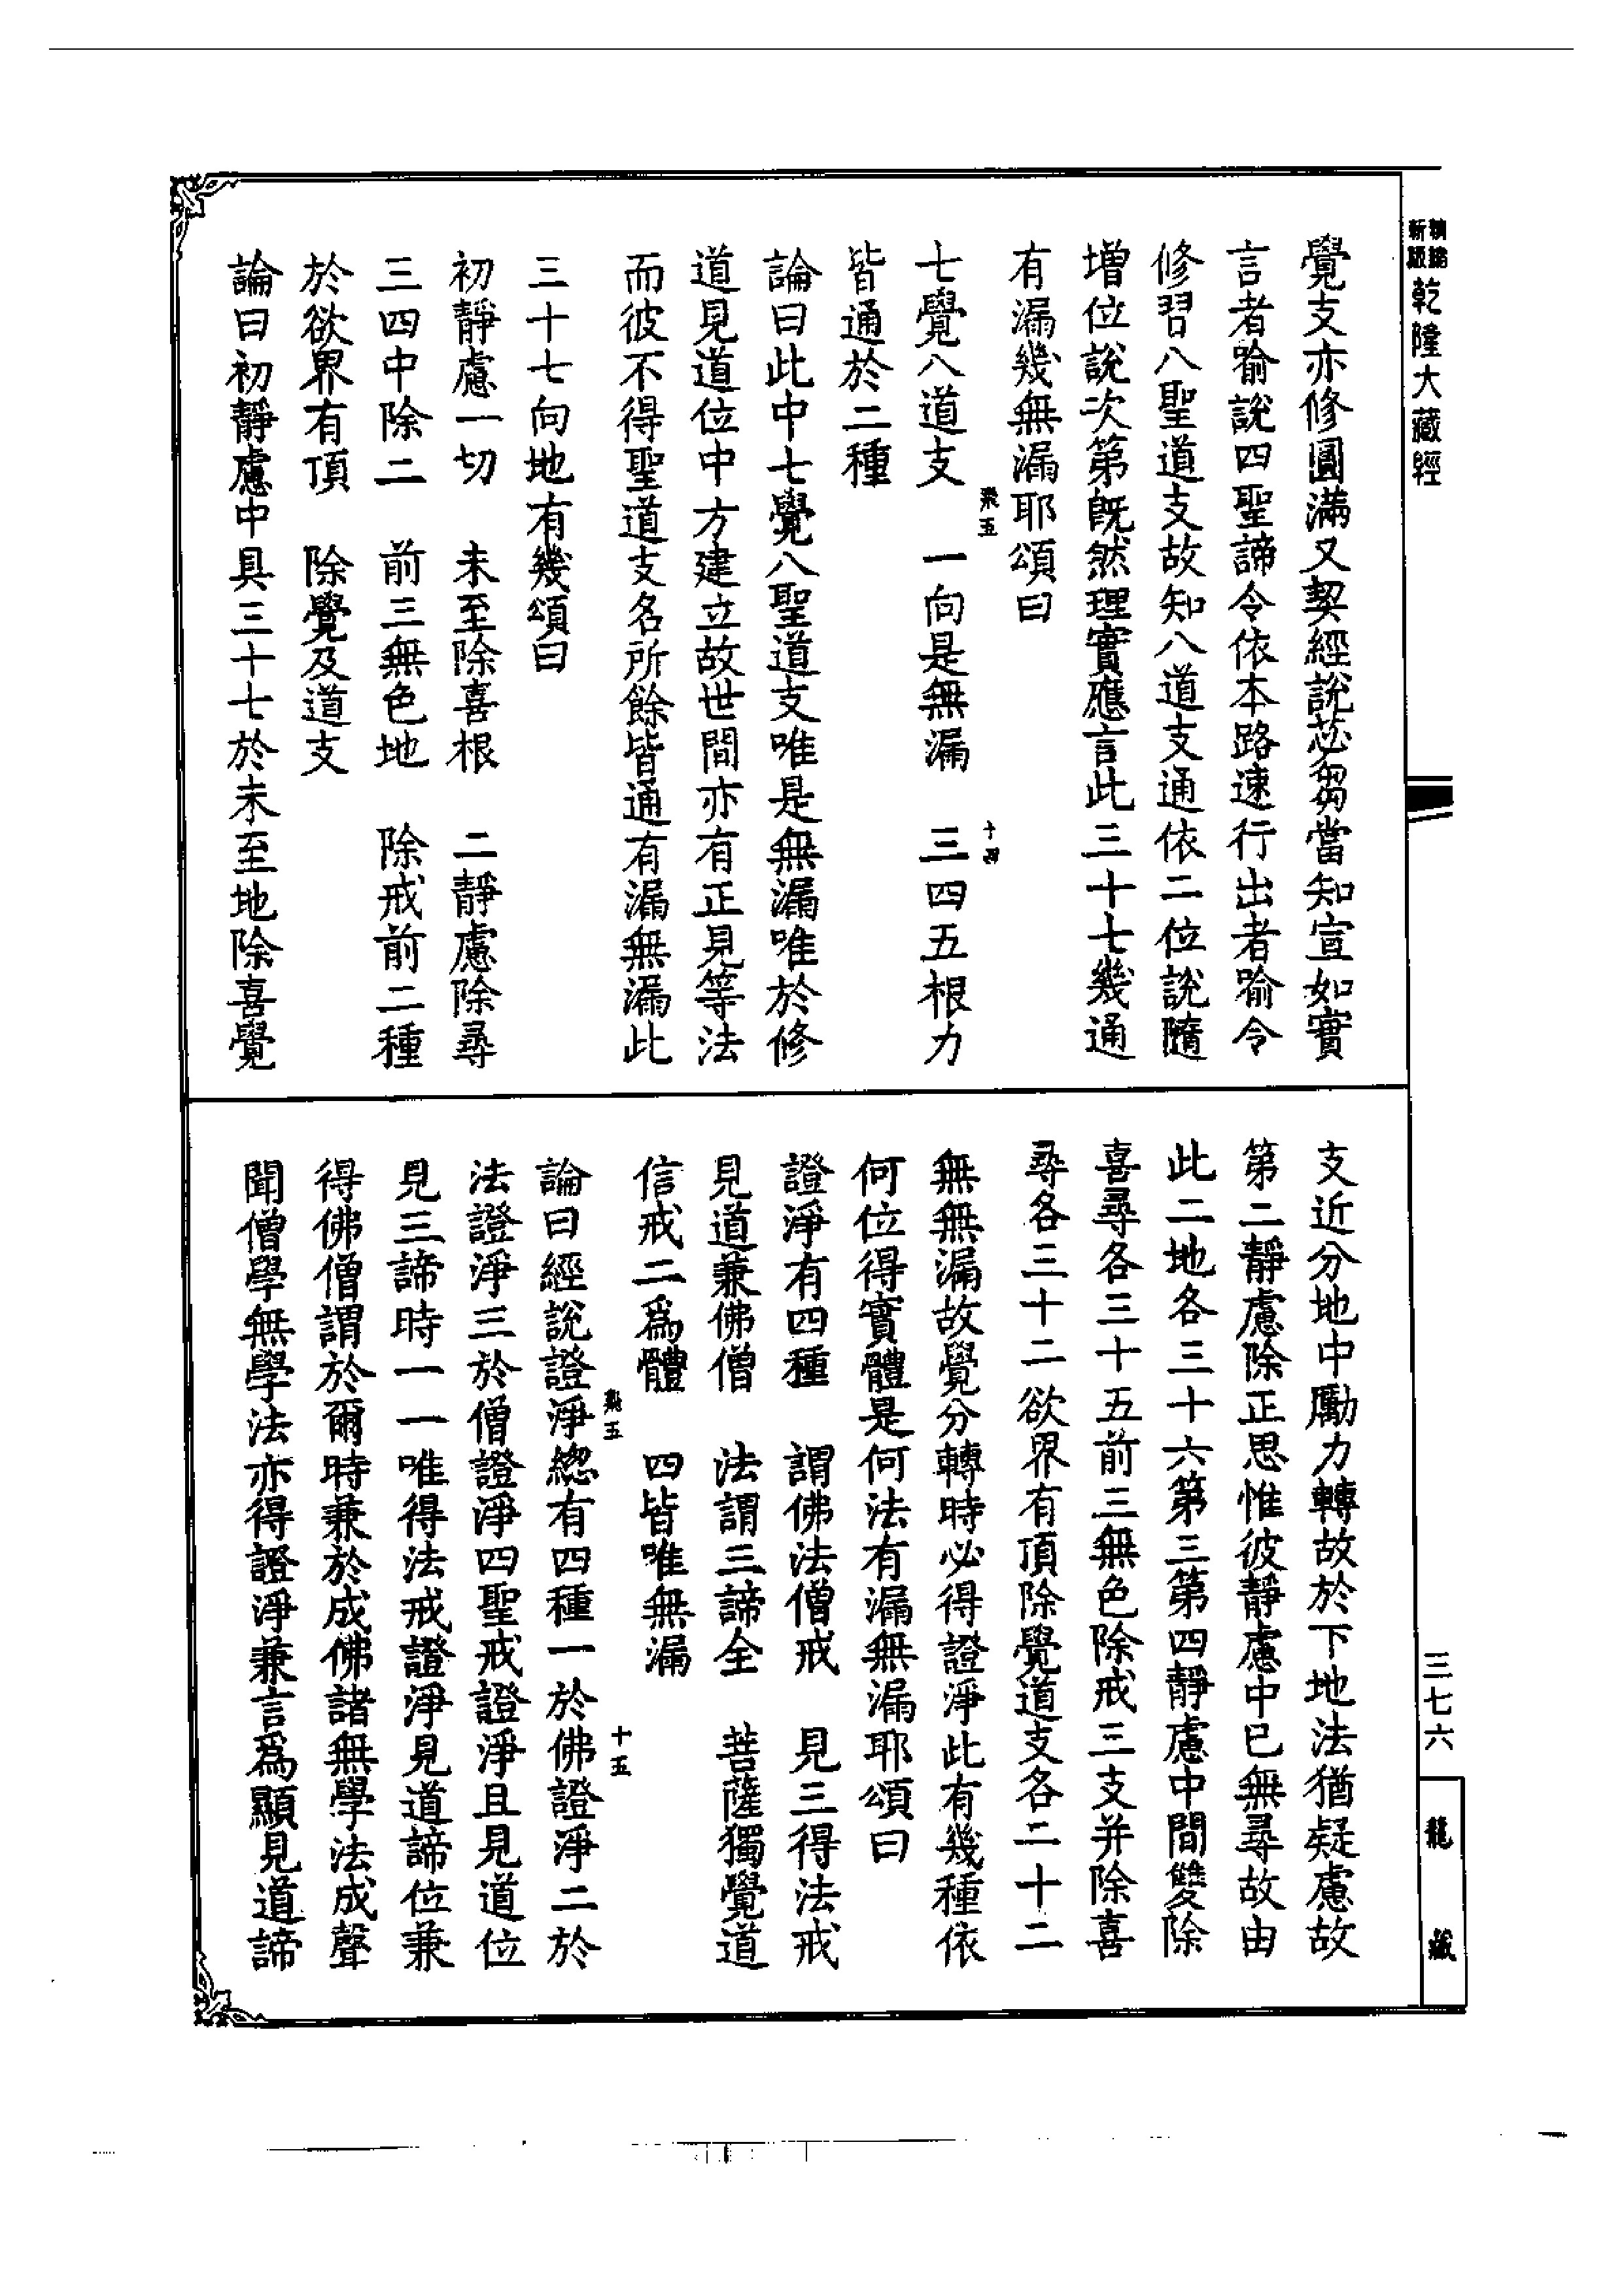 乾隆大藏經
覺支亦修圓滿又契經說苾芻當知宣如實
言者喻說四聖諦令依本路速行出者喻令
修習八聖道支故知八道支通依二位說隨
增位說次第既然理實應言此三十七幾通
有漏幾無漏耶頌曰
七覺八道支　一向是無漏　三四五根力
皆通於二種
論曰此中七覺八聖道支唯是無漏唯於修
道見道位中方建立故世間亦有正見等法
而彼不得聖道支名所餘皆通有漏無漏此
三十七向地有幾頌曰
初靜慮一切　未至除喜根　二靜慮除尋
三四中除二　前三無色地　除戒前二種
於欲界有頂　除覺及道支
論曰初靜慮中具三十七於未至地除喜覺
支近分地中勵力轉故於下地法猶疑慮故
第二靜慮除正思惟彼靜慮中已無尋故由
此二地各三十六第三第四靜慮中間雙除
喜尋各三十五前三無色除戒三支并除喜
尋各三十二欲界有頂除覺道支各二十二
無無漏故覺分轉時必得證淨此有幾種依
何位得實體是何法有漏無漏耶頌曰
證淨有四種　謂佛法僧戒　見三得法戒
見道兼佛僧　法謂三諦全　菩薩獨覺道
信戒二爲體　四皆唯無漏
論曰經說證淨緫有四種一於佛證淨二於
法證淨三於僧證淨四聖戒證淨且見道位
見三諦時一一唯得法戒證淨見道諦位兼
得佛僧謂於爾時兼於成佛諸無學法成聲
聞僧學無學法亦得證淨兼言爲顯見道諦
十四
十五
三七六
龍藏